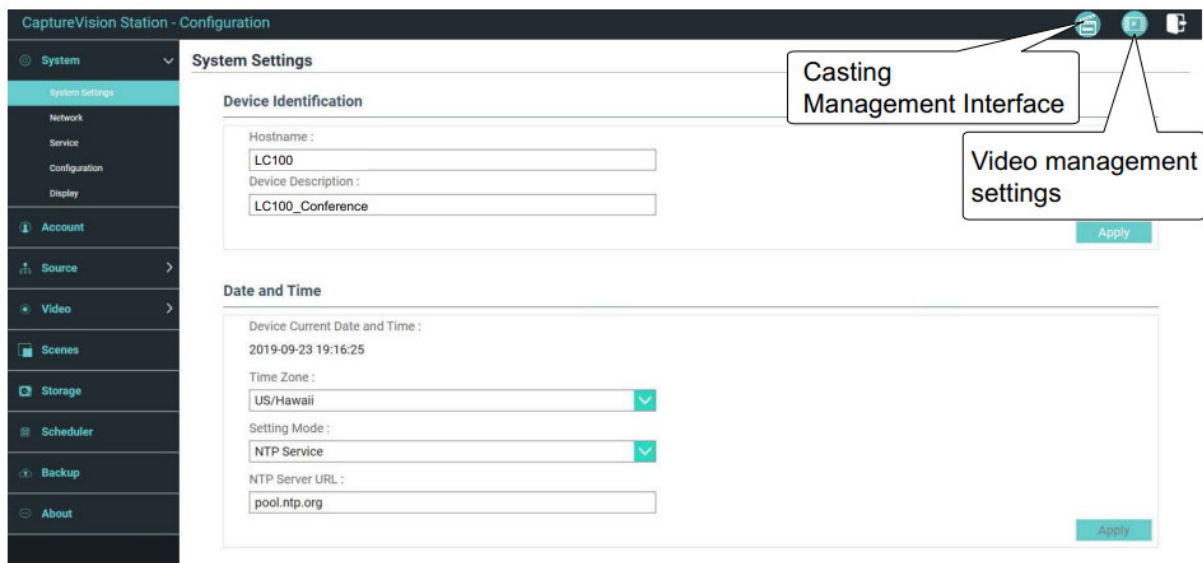 CaptureVision Station - Configuration
System
System Settings
Network
Service
Configuration
Display
Account
Source
Video
Scenes
Storage
Scheduler
Backup
About
System Settings
Casting
Management Interface
Video management
settings
Device Identification
Hostname :
LC100
Device Description :
LC100_Conference
Apply
Date and Time
Device Current Date and Time :
2019-09-23 19:16:25
Time Zone :
US/Hawaii
Setting Mode :
NTP Service
NTP Server URL :
pool.ntp.org
Apply